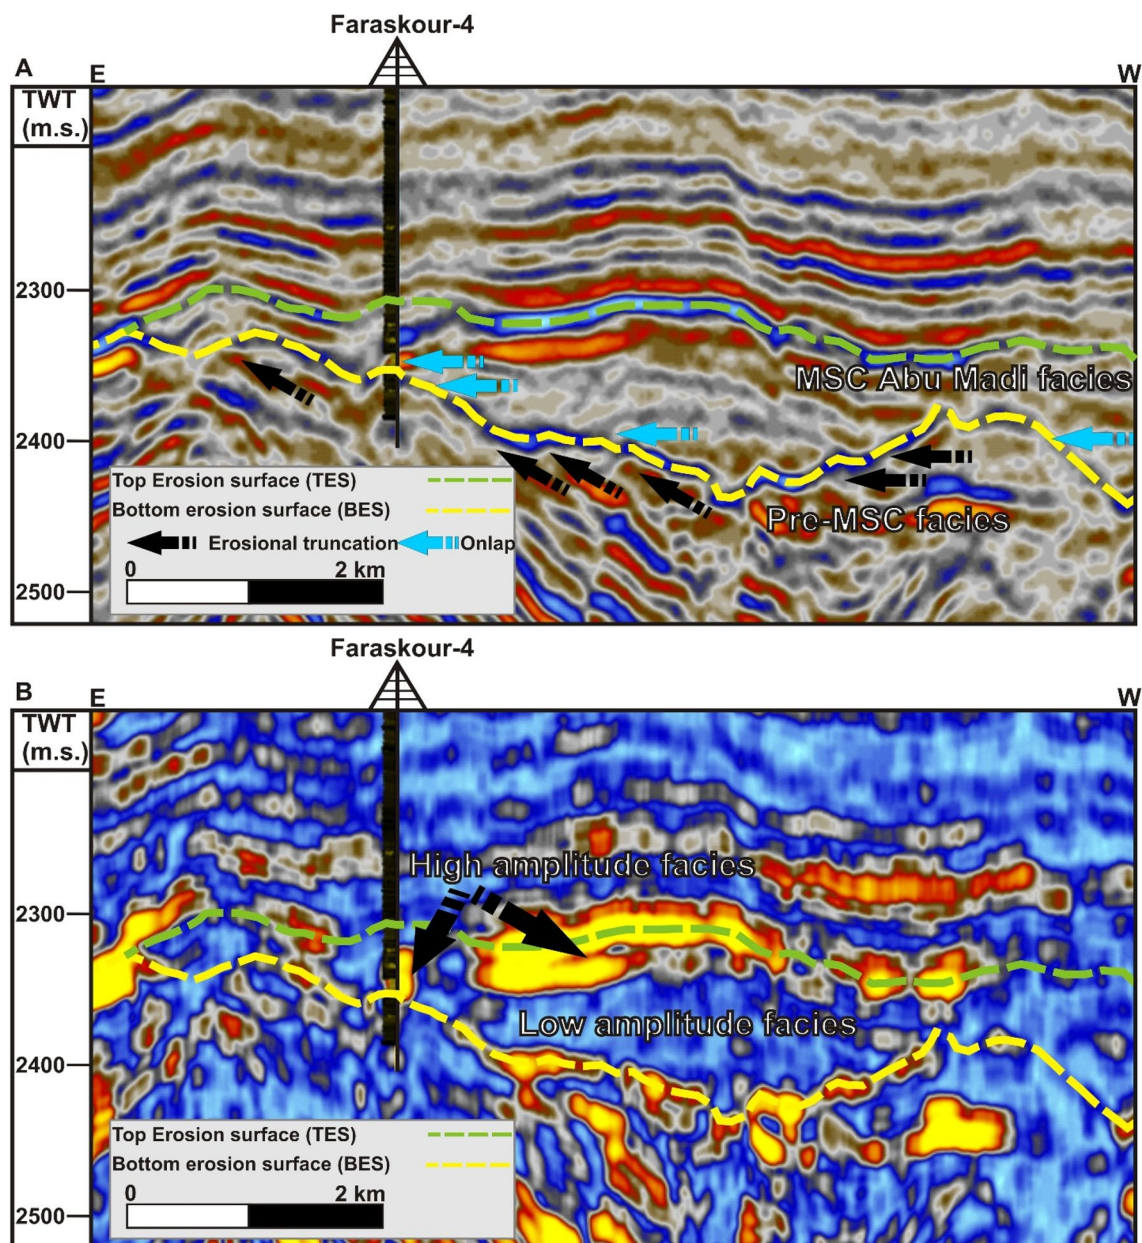 Faraskour-4
A
E
W
TWT
(m.s.)
2300
MSC Abu Madi facies
2400
Top Erosion surface (TES)
Bottom erosion surface (BES)
Pre-MSC facies
Erosional truncation
Onlap
0
2 km
2500
Faraskour-4
B
E
W
TWT
(m.s.)
High amplitude facies
2300
Low amplitude facies
2400
Top Erosion surface (TES)
Bottom erosion surface (BES)
0
2 km
2500